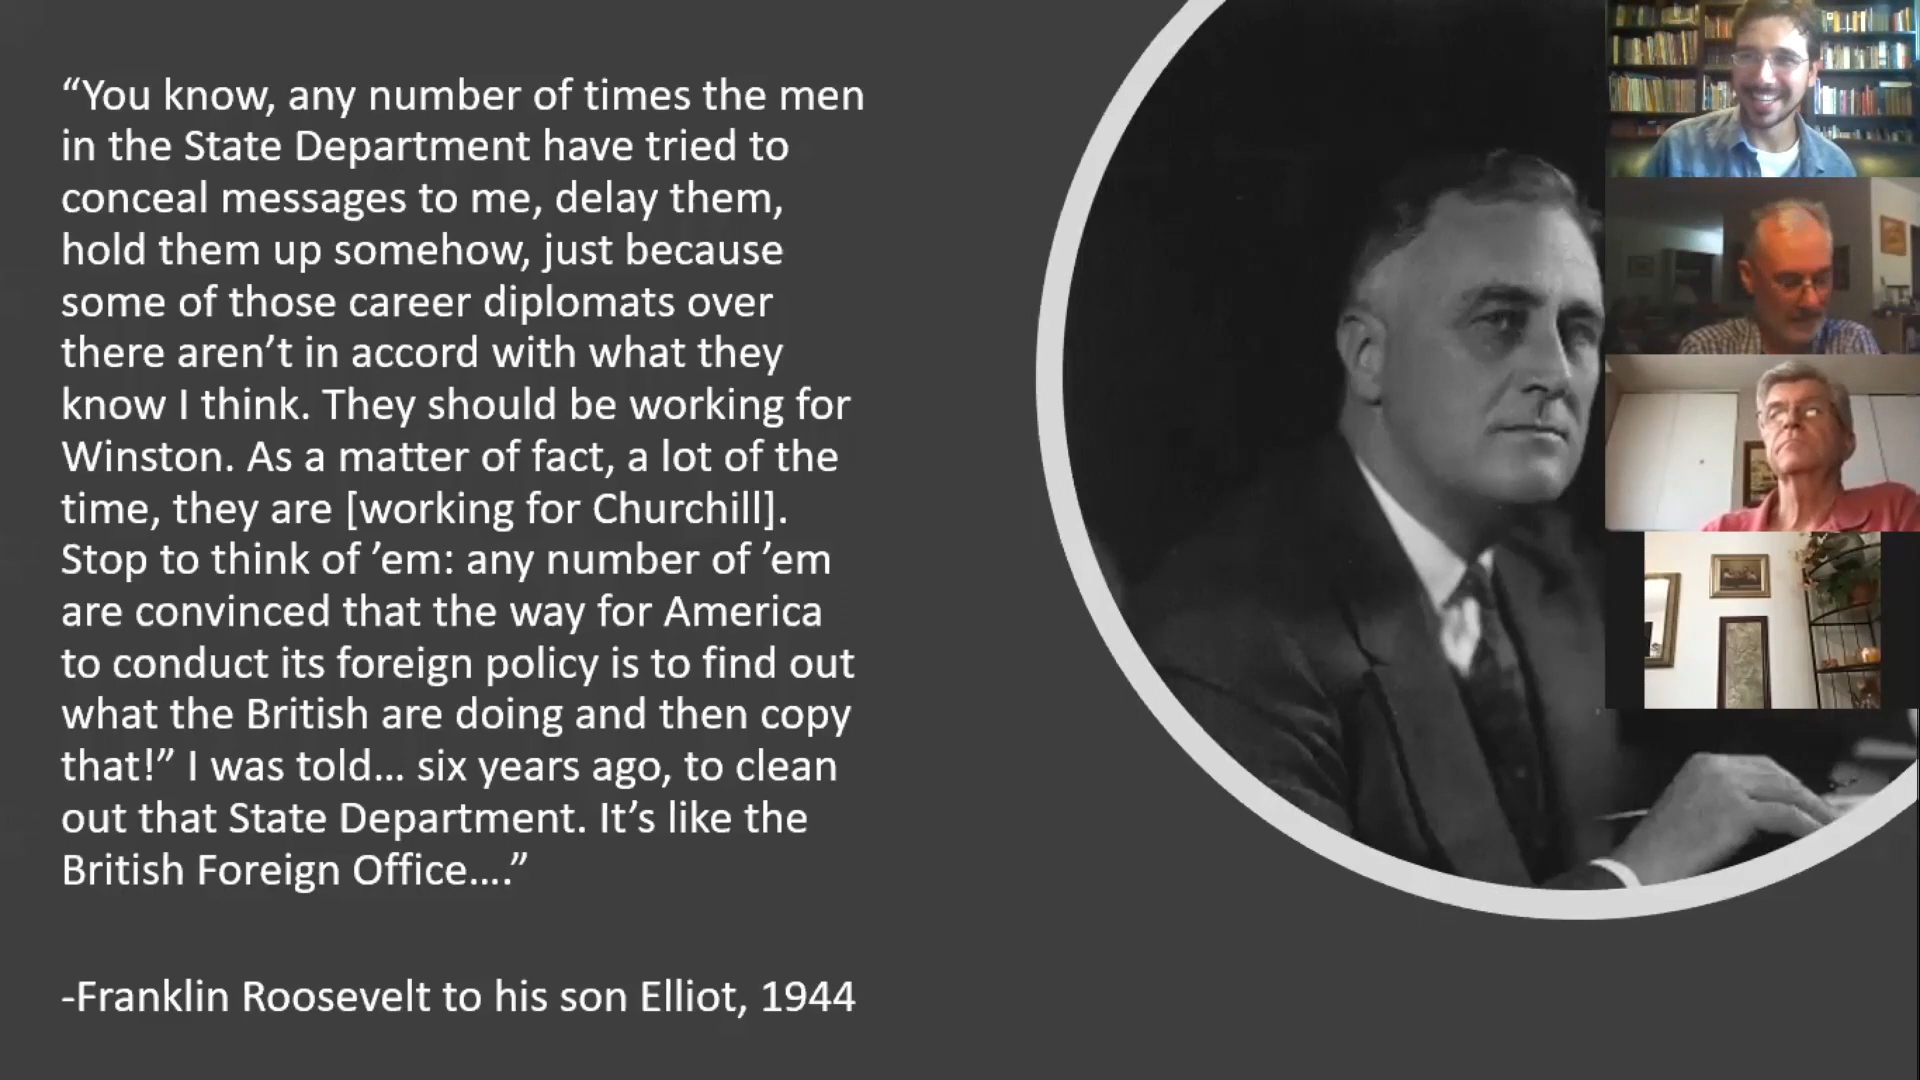 “You know, any number of times the men
in the State Department have tried to
conceal messages to me, delay them,
hold them up somehow, just because
some of those career diplomats over
there aren’t in accord with what they
know I think. They should be working for
Winston. As a matter of fact, a lot of the
time, they are [working for Churchill].
Stop to think of ’em: any number of ’em
are convinced that the way for America
to conduct its foreign policy is to find out
what the British are doing and then copy
that!” I was told... six years ago, to clean
out that State Department. It’s like the
British Foreign Office....”
-Franklin Roosevelt to his son Elliot, 1944